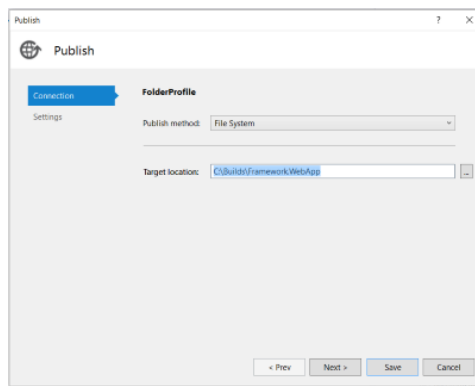 Publish
?
Publish
Connection
Settings
FolderProfile
Publish method: File System
Target location: C:\Builds\Framework.WebApp
...
< Prev Next > Save Cancel